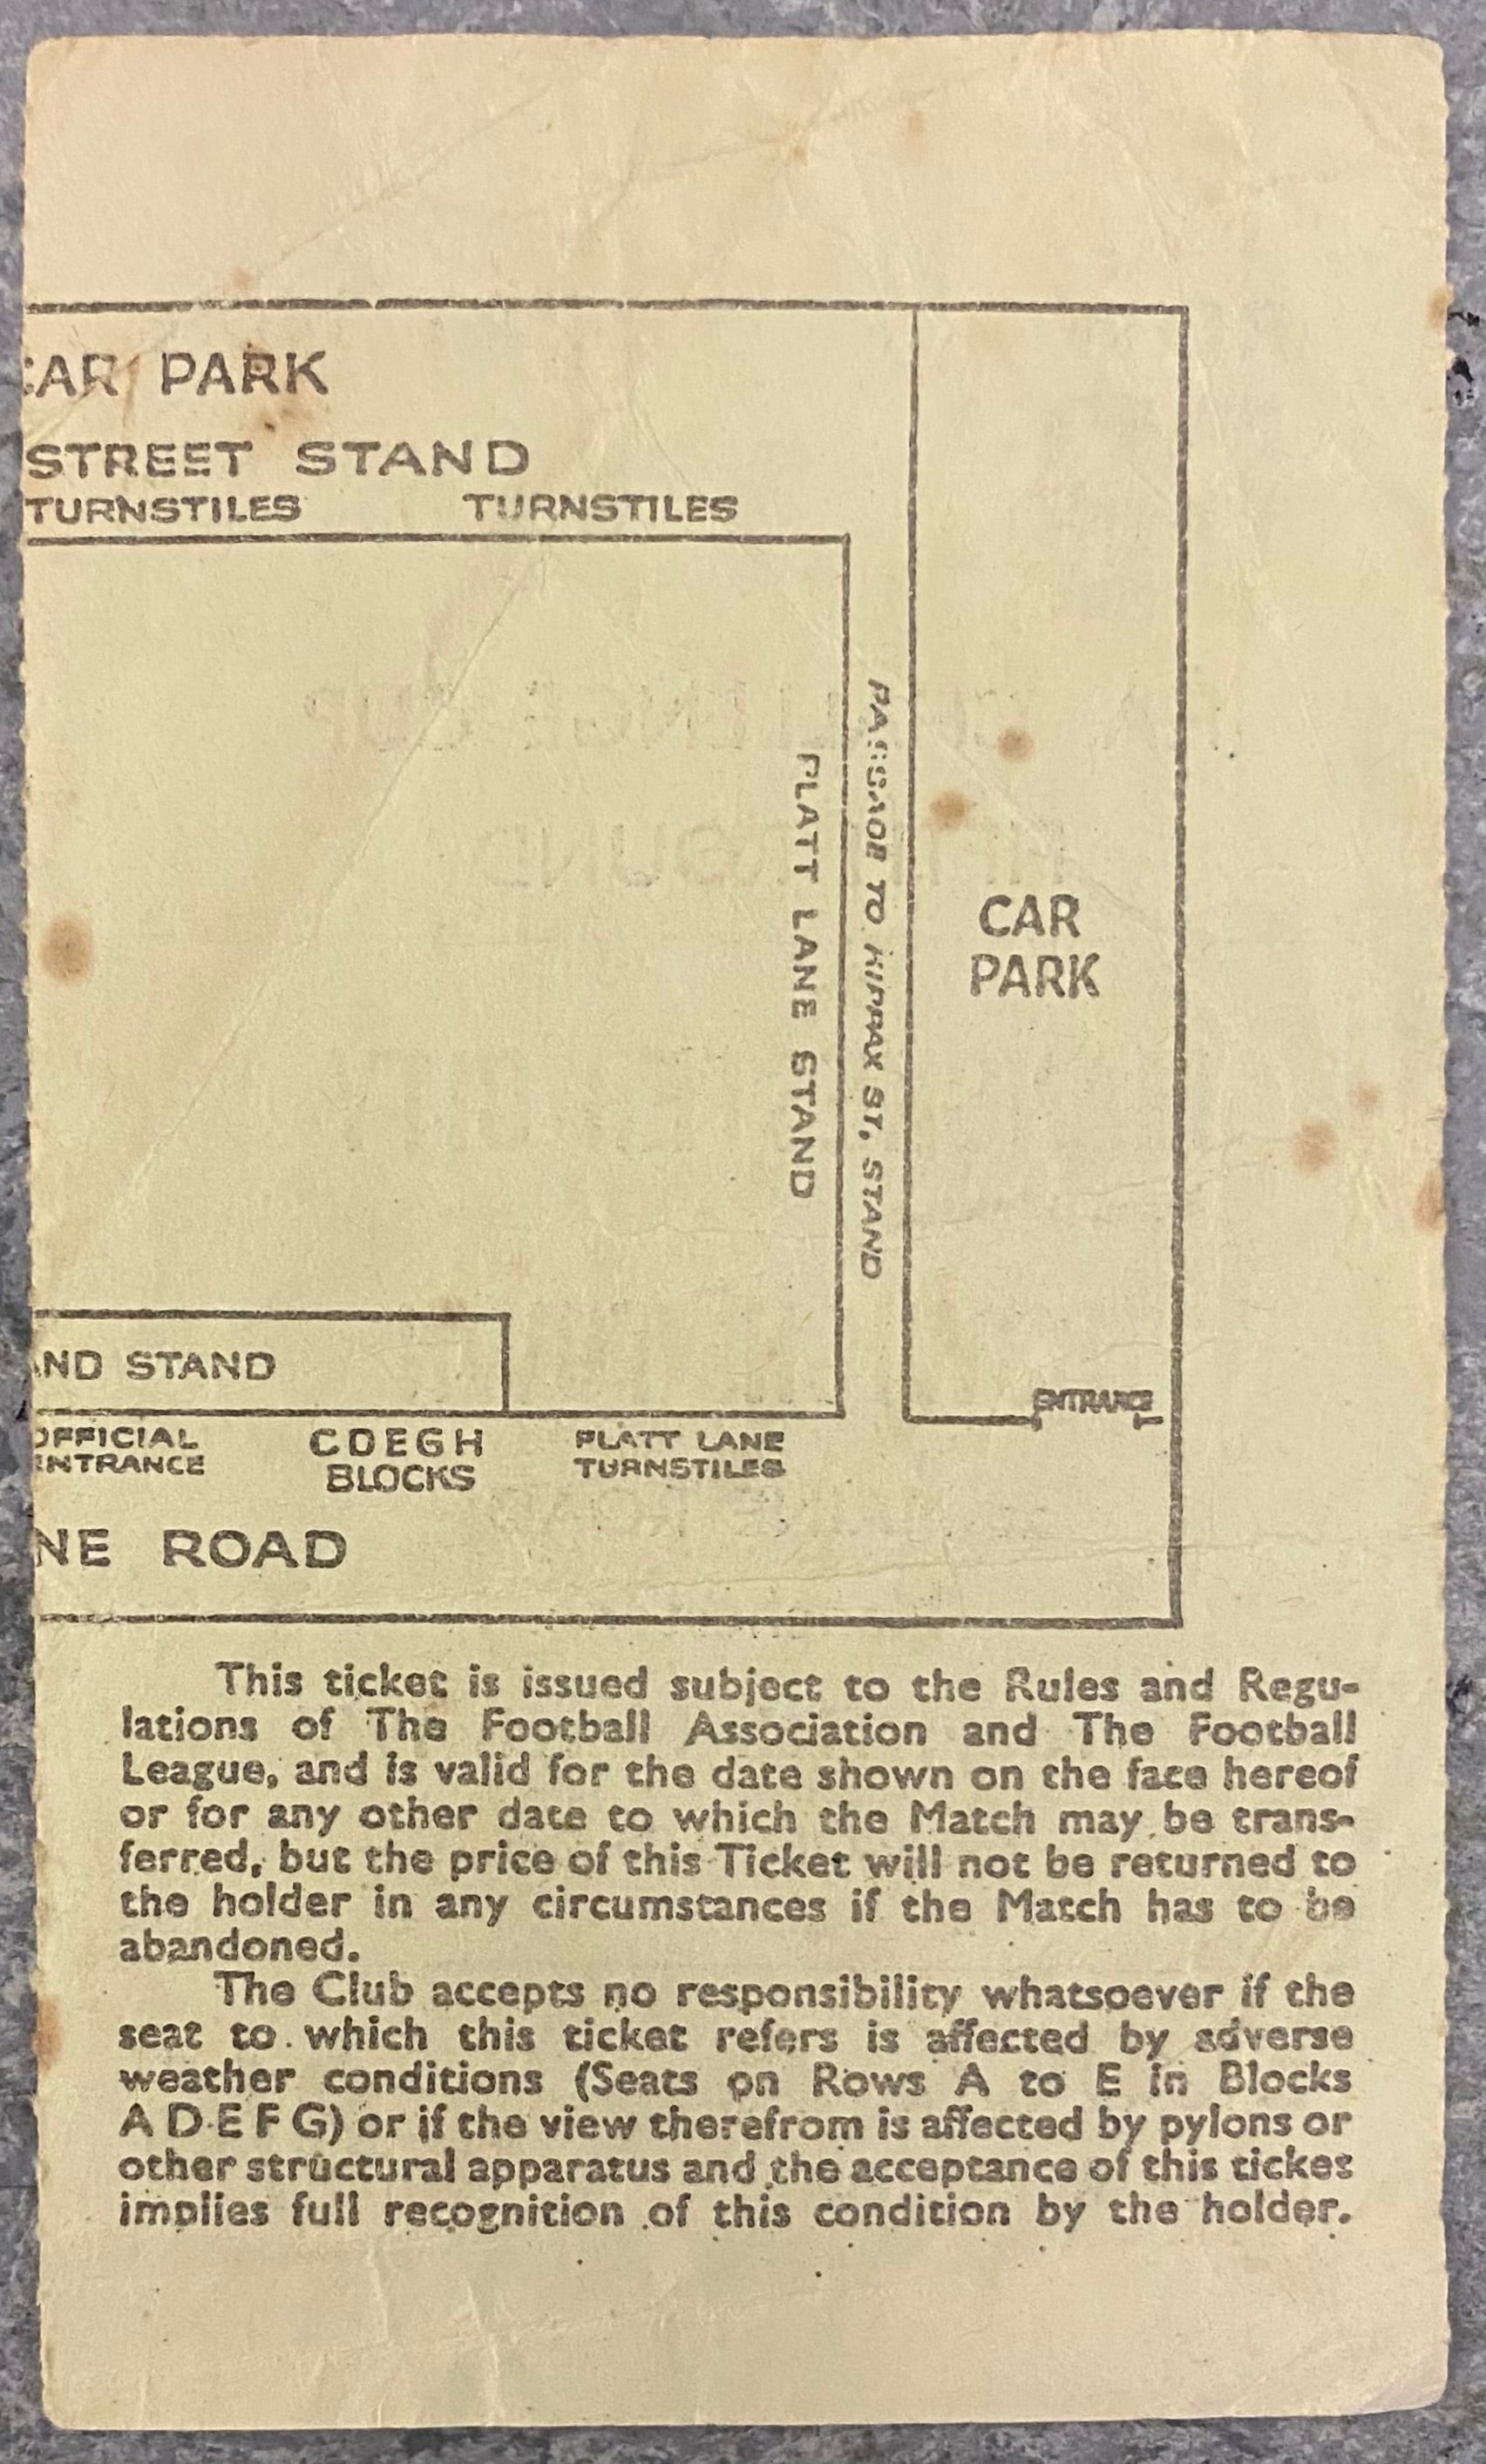 CAR PARK
STREET STAND
TURNSTILES TURNSTILES
PLATT LANE STAND
PASSAGE TO KIPPAX ST, STAND
CAR
PARK
ND STAND
ENTRANCE
OFFICIAL
ENTRANCE
C D E G H
BLOCKS
PLATT LANE
TURNSTILES
NE ROAD
This ticket is issued subject to the Rules and Regu-
lations of The Football Association and The Football
League, and is valid for the date shown on the face hereof
or for any other date to which the Match may be trans-
ferred, but the price of this Ticket will not be returned to
the holder in any circumstances if the Match has to be
abandoned.
The Club accepts no responsibility whatsoever if the
seat to which this ticket refers is affected by adverse
weather conditions (Seats on Rows A to E in Blocks
A D E F G) or if the view therefrom is affected by pylons or
other structural apparatus and the acceptance of this ticket
implies full recognition of this condition by the holder.